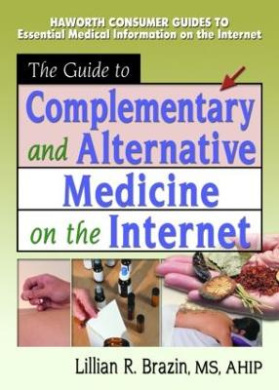 HAWORTH CONSUMER GUIDES TO
Essential Medical Information on the Internet
The Guide to
Complementary
and Alternative
Medicine
on the Internet
Lillian R. Brazin, MS, AHIP